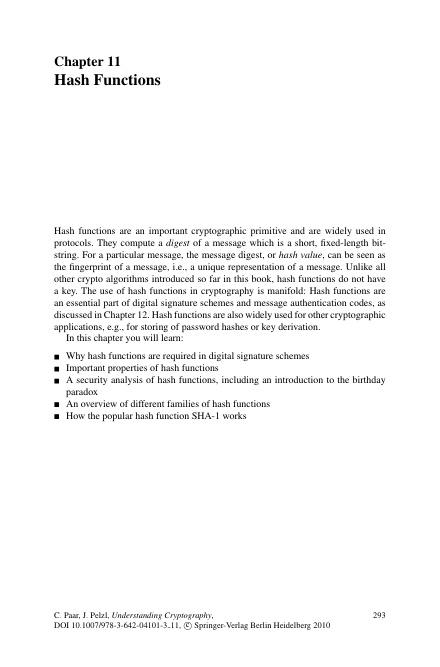 Chapter 11
Hash Functions
Hash functions are an important cryptographic primitive and are widely used in
protocols. They compute a digest of a message which is a short, fixed-length bit-
string. For a particular message, the message digest, or hash value, can be seen as
the fingerprint of a message, i.e., a unique representation of a message. Unlike all
other crypto algorithms introduced so far in this book, hash functions do not have
a key. The use of hash functions in cryptography is manifold: Hash functions are
an essential part of digital signature schemes and message authentication codes, as
discussed in Chapter 12. Hash functions are also widely used for other cryptographic
applications, e.g., for storing of password hashes or key derivation.
In this chapter you will learn:
■ Why hash functions are required in digital signature schemes
■ Important properties of hash functions
■ A security analysis of hash functions, including an introduction to the birthday
paradox
■ An overview of different families of hash functions
■ How the popular hash function SHA-1 works
C. Paar, J. Pelzl, Understanding Cryptography, 293
DOI 10.1007/978-3-642-04101-3_11, © Springer-Verlag Berlin Heidelberg 2010